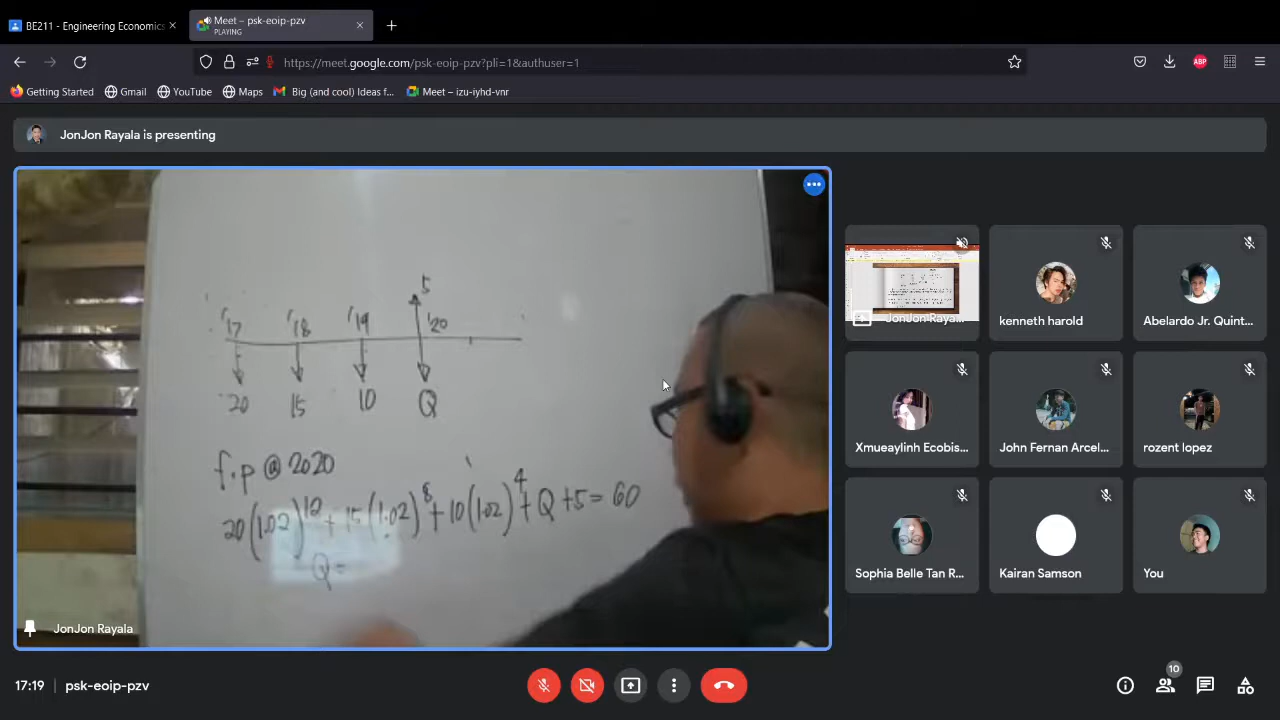 BE211 - Engineering Economics
Meet – psk-eoip-pzv
PLAYING
https://meet.google.com/psk-eoip-pzv?pli=1&authuser=1
ABP
Getting Started
Gmail
YouTube
Maps
Big (and cool) Ideas f...
Meet – izu-iyhd-vnr
JonJon Rayala is presenting
5
'17 '18 '19 '20
20 15 10 Q
f.p @ 2020
20(1.02)^12 + 15(1.02)^8 + 10(1.02)^4 + Q + 5 = 60
Q =
JonJon Rayala
JonJon Raya...
kenneth harold
Abelardo Jr. Quint...
Xmueaylinh Ecobis...
John Fernan Arcel...
rozent lopez
Sophia Belle Tan R...
Kairan Samson
You
17:19
psk-eoip-pzv
10